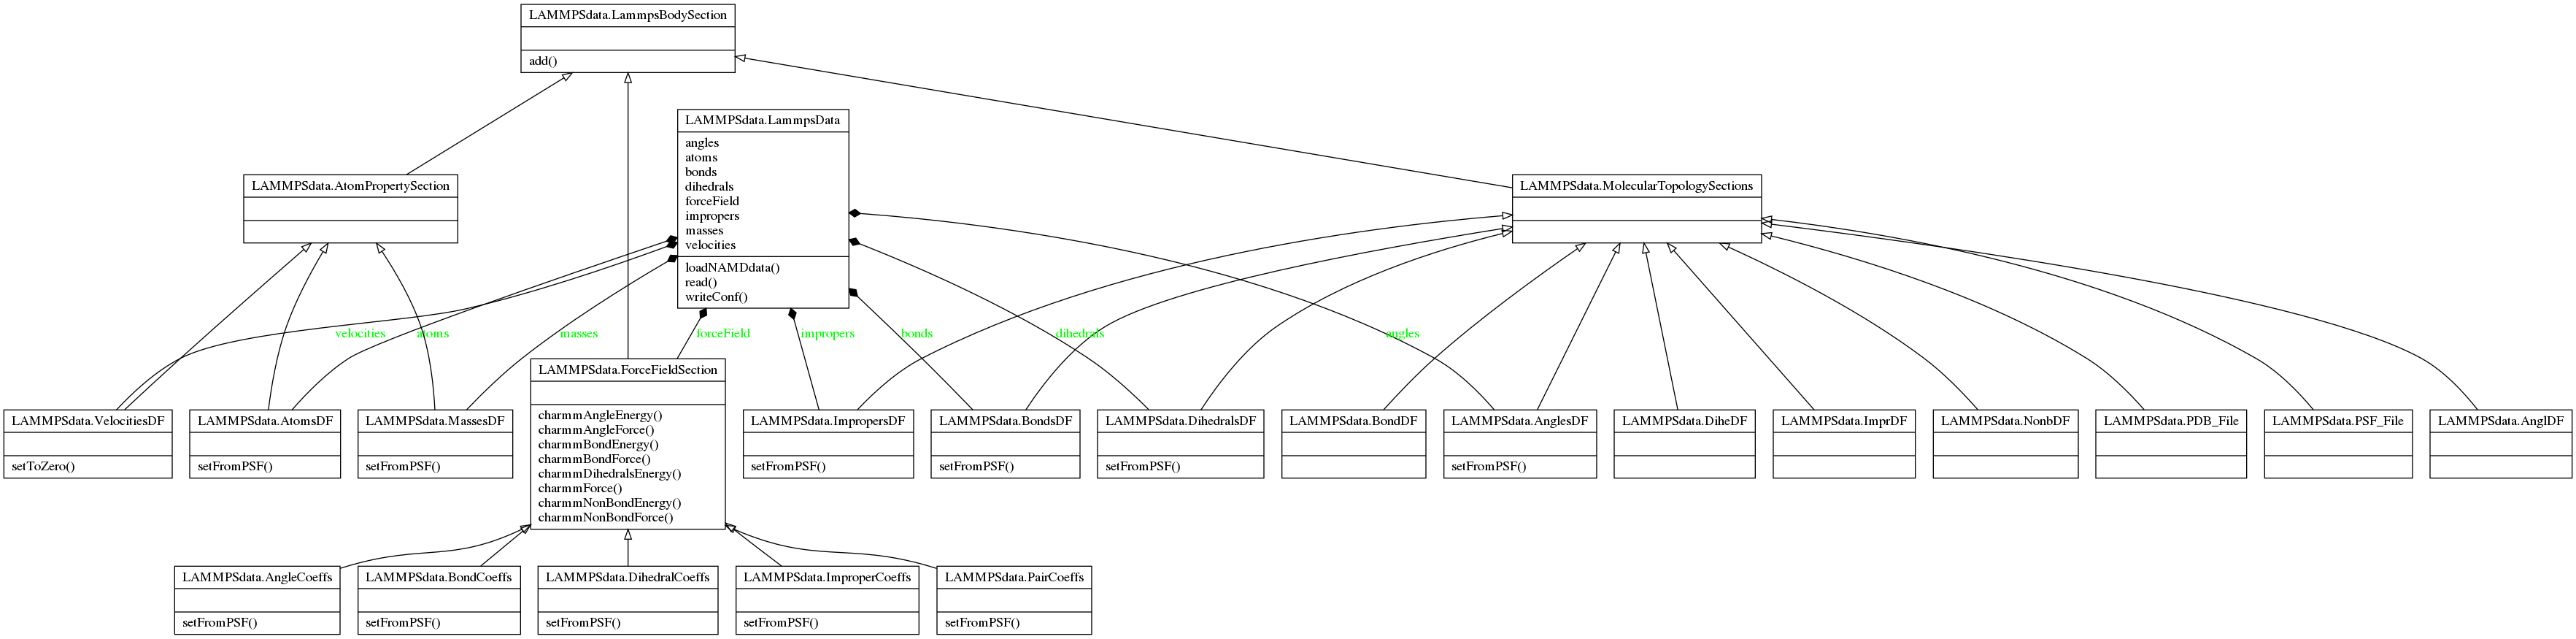 LAMMPSdata.LammpsBodySection
add()
LAMMPSdata.LammpsData
angles
atoms
bonds
dihedrals
forceField
impropers
masses
velocities
loadNAMDdata()
read()
writeConf()
LAMMPSdata.AtomPropertySection
LAMMPSdata.MolecularTopologySections
velocities
atoms
masses
forceField
impropers
bonds
dihedrals
angles
LAMMPSdata.ForceFieldSection
charmmAngleEnergy()
charmmAngleForce()
charmmBondEnergy()
charmmBondForce()
charmmDihedralsEnergy()
charmmForce()
charmmNonBondEnergy()
charmmNonBondForce()
LAMMPSdata.VelocitiesDF
setToZero()
LAMMPSdata.AtomsDF
setFromPSF()
LAMMPSdata.MassesDF
setFromPSF()
LAMMPSdata.ImpropersDF
setFromPSF()
LAMMPSdata.BondsDF
setFromPSF()
LAMMPSdata.DihedralsDF
setFromPSF()
LAMMPSdata.BondDF
LAMMPSdata.AnglesDF
setFromPSF()
LAMMPSdata.DiheDF
LAMMPSdata.ImprDF
LAMMPSdata.NonbDF
LAMMPSdata.PDB_File
LAMMPSdata.PSF_File
LAMMPSdata.AnglDF
LAMMPSdata.AngleCoeffs
setFromPSF()
LAMMPSdata.BondCoeffs
setFromPSF()
LAMMPSdata.DihedralCoeffs
setFromPSF()
LAMMPSdata.ImproperCoeffs
setFromPSF()
LAMMPSdata.PairCoeffs
setFromPSF()